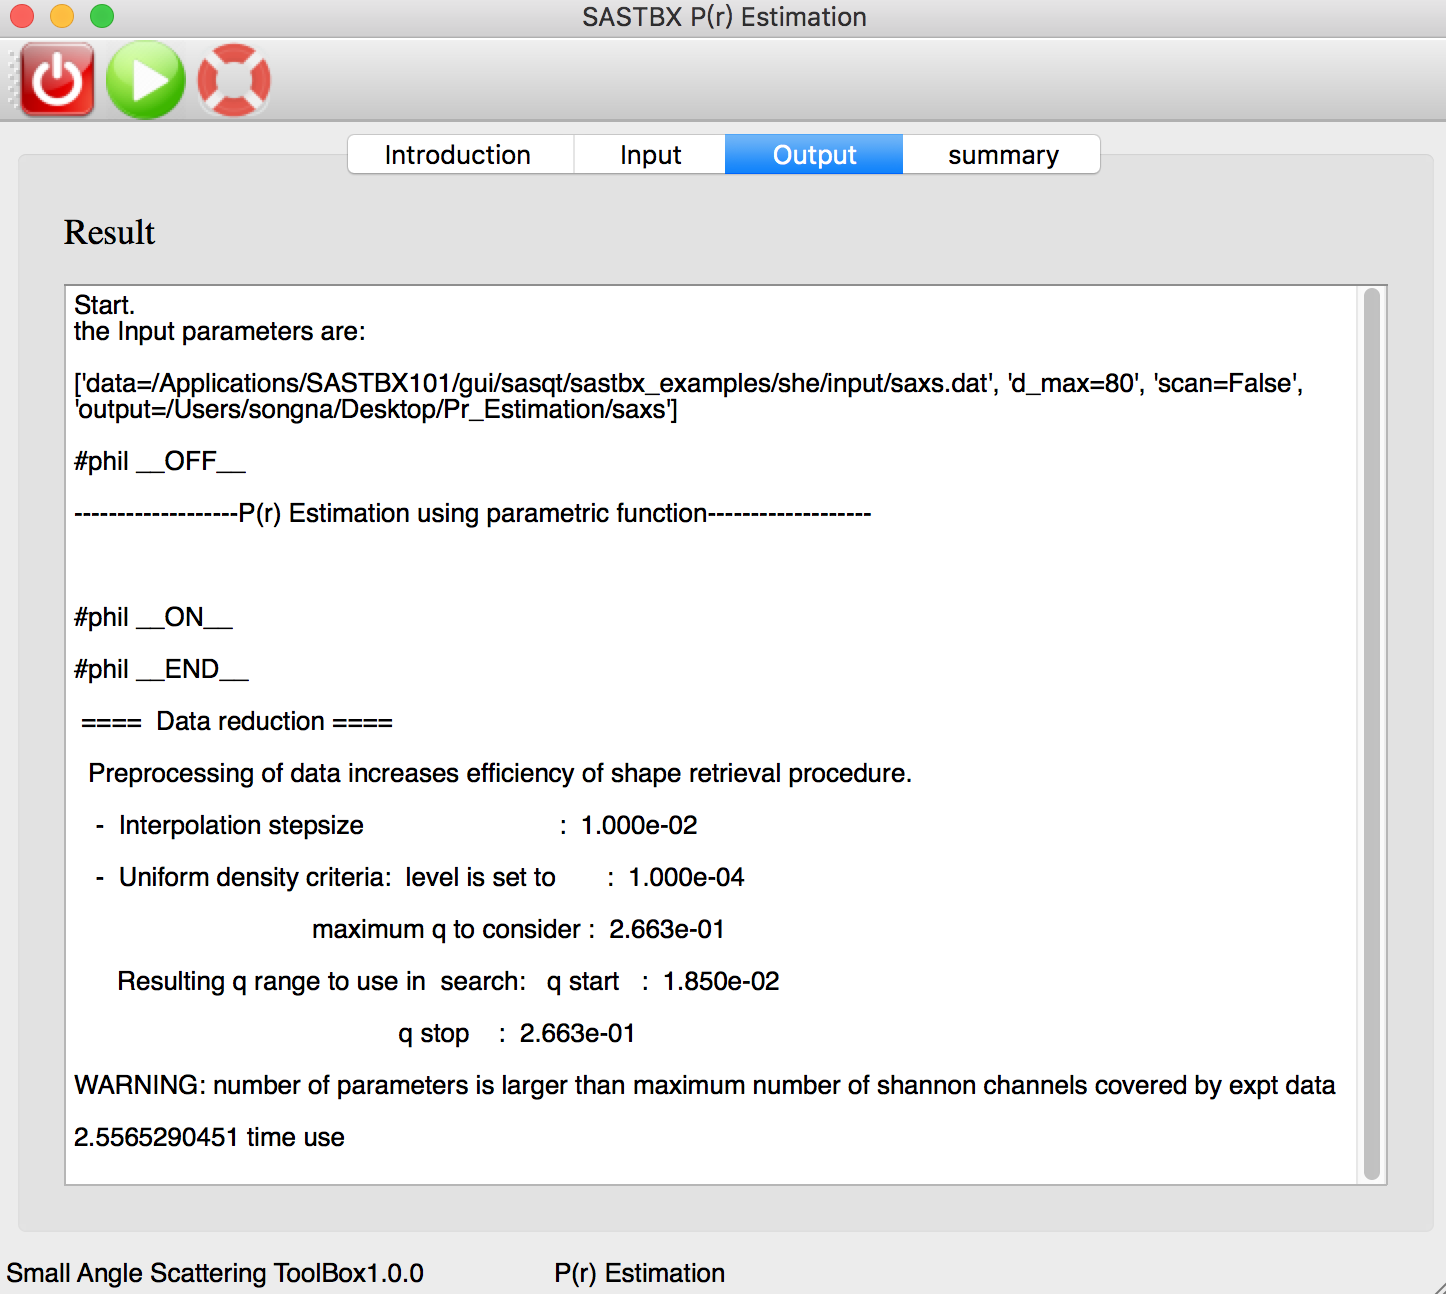 SASTBX P(r) Estimation
Introduction
Input
Output
summary
Result
Start.
the Input parameters are:
['data=/Applications/SASTBX101/gui/sasqt/sastbx_examples/she/input/saxs.dat', 'd_max=80', 'scan=False',
'output=/Users/songna/Desktop/Pr_Estimation/saxs']
#phil __OFF__
-------------------P(r) Estimation using parametric function-------------------
#phil __ON__
#phil __END__
==== Data reduction ====
Preprocessing of data increases efficiency of shape retrieval procedure.
- Interpolation stepsize : 1.000e-02
- Uniform density criteria: level is set to : 1.000e-04
maximum q to consider : 2.663e-01
Resulting q range to use in search: q start : 1.850e-02
q stop : 2.663e-01
WARNING: number of parameters is larger than maximum number of shannon channels covered by expt data
2.5565290451 time use
Small Angle Scattering ToolBox1.0.0
P(r) Estimation